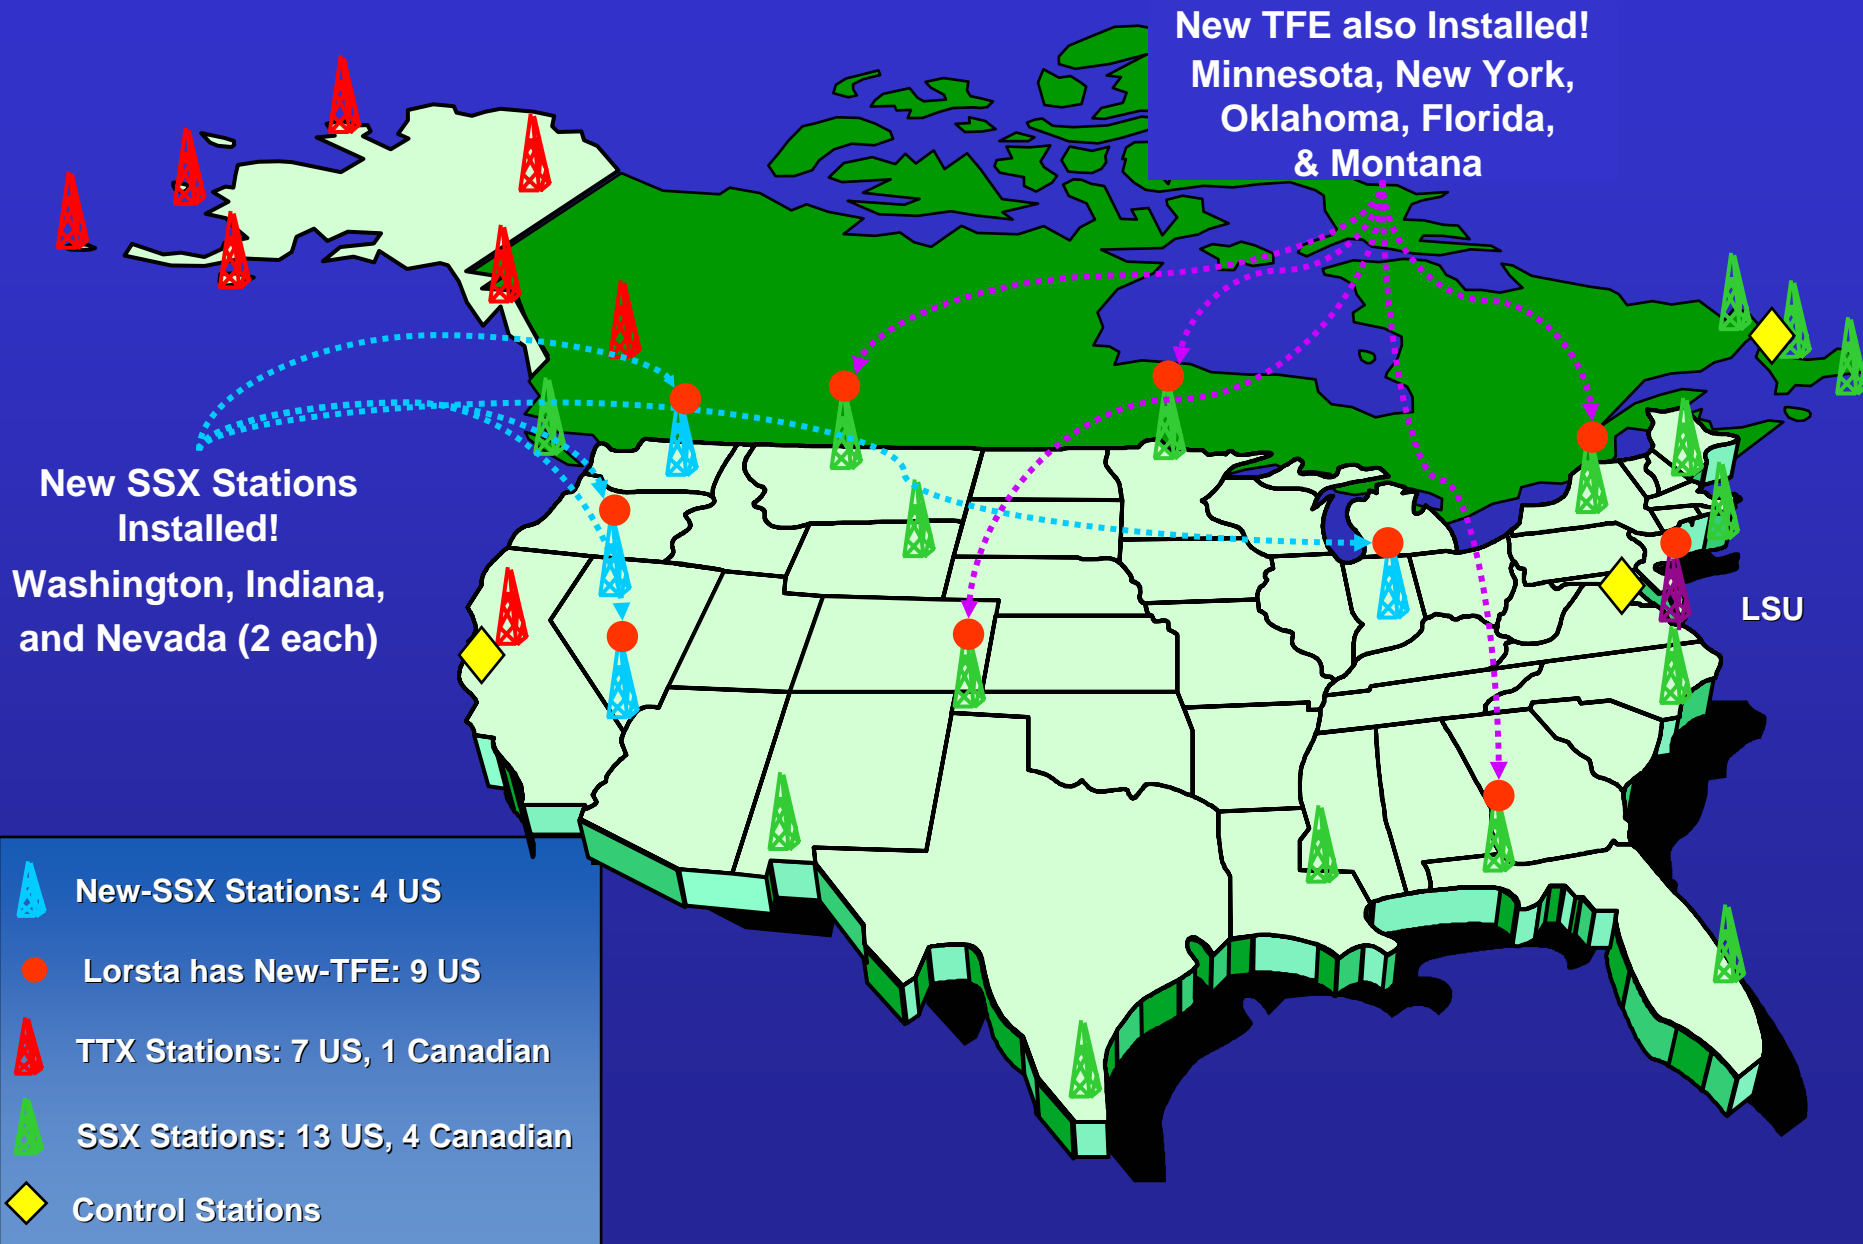 New TFE also Installed!
Minnesota, New York,
Oklahoma, Florida,
& Montana
New SSX Stations
Installed!
Washington, Indiana,
and Nevada (2 each)
LSU
New-SSX Stations: 4 US
Lorsta has New-TFE: 9 US
TTX Stations: 7 US, 1 Canadian
SSX Stations: 13 US, 4 Canadian
Control Stations